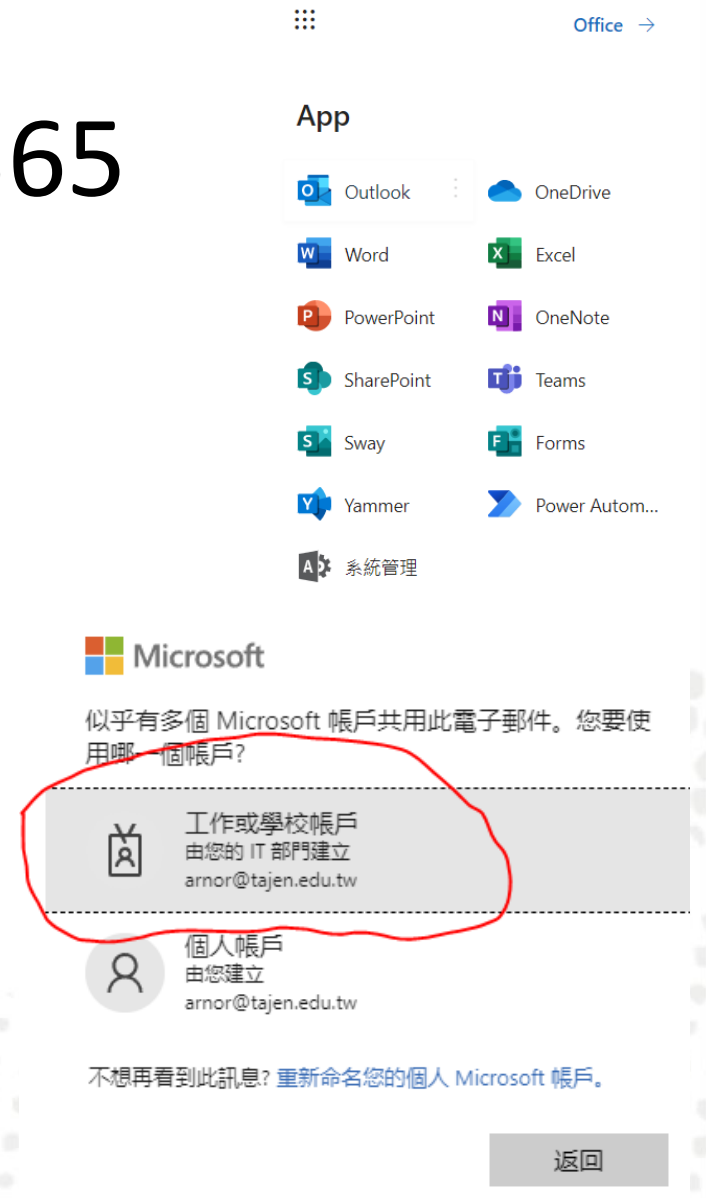 Office →
App
65
Outlook
OneDrive
Word
Excel
PowerPoint
OneNote
SharePoint
Teams
Sway
Forms
Yammer
Power Autom...
系統管理
Microsoft
似乎有多個 Microsoft 帳戶共用此電子郵件。您要使
用哪一個帳戶?
工作或學校帳戶
由您的 IT 部門建立
arnor@tajen.edu.tw
個人帳戶
由您建立
arnor@tajen.edu.tw
不想再看到此訊息? 重新命名您的個人 Microsoft 帳戶。
返回